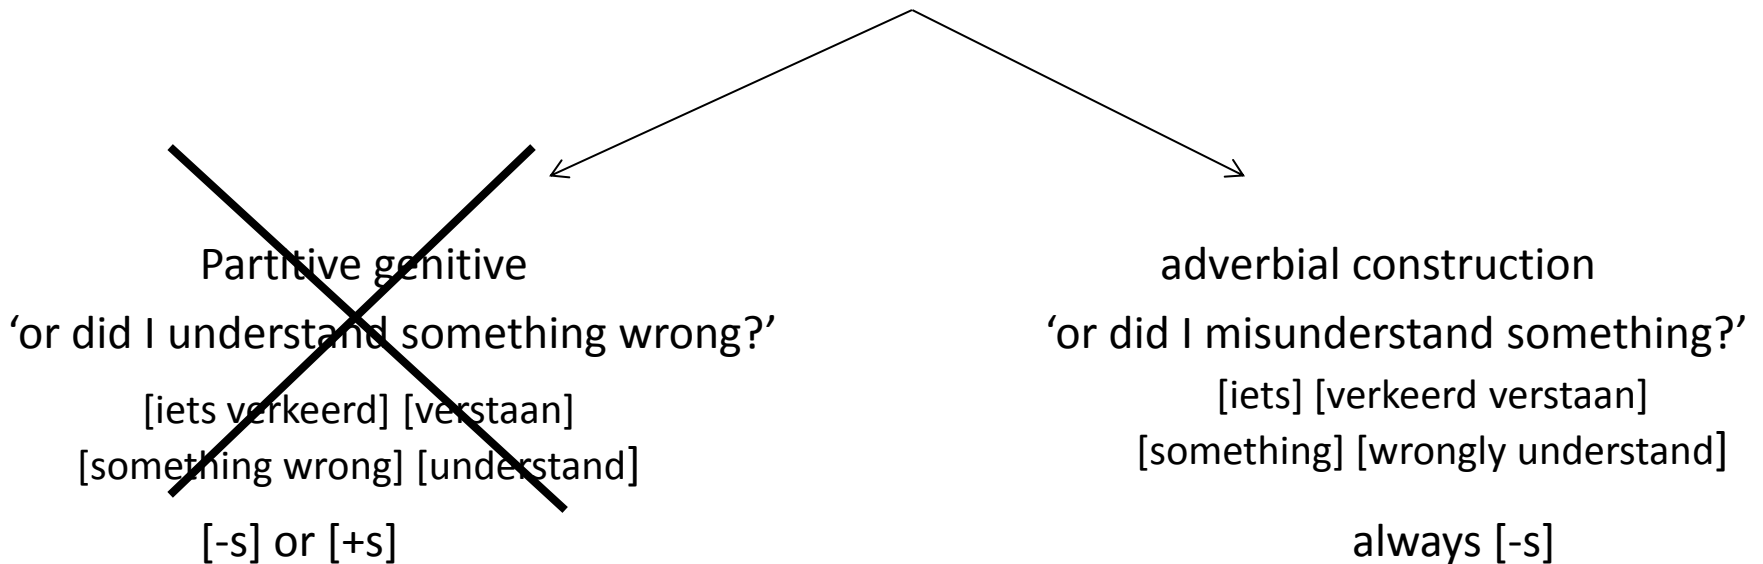 Partitive genitive
‘or did I understand something wrong?’
[iets verkeerd] [verstaan]
[something wrong] [understand]
[-s] or [+s]
adverbial construction
‘or did I misunderstand something?’
[iets] [verkeerd verstaan]
[something] [wrongly understand]
always [-s]